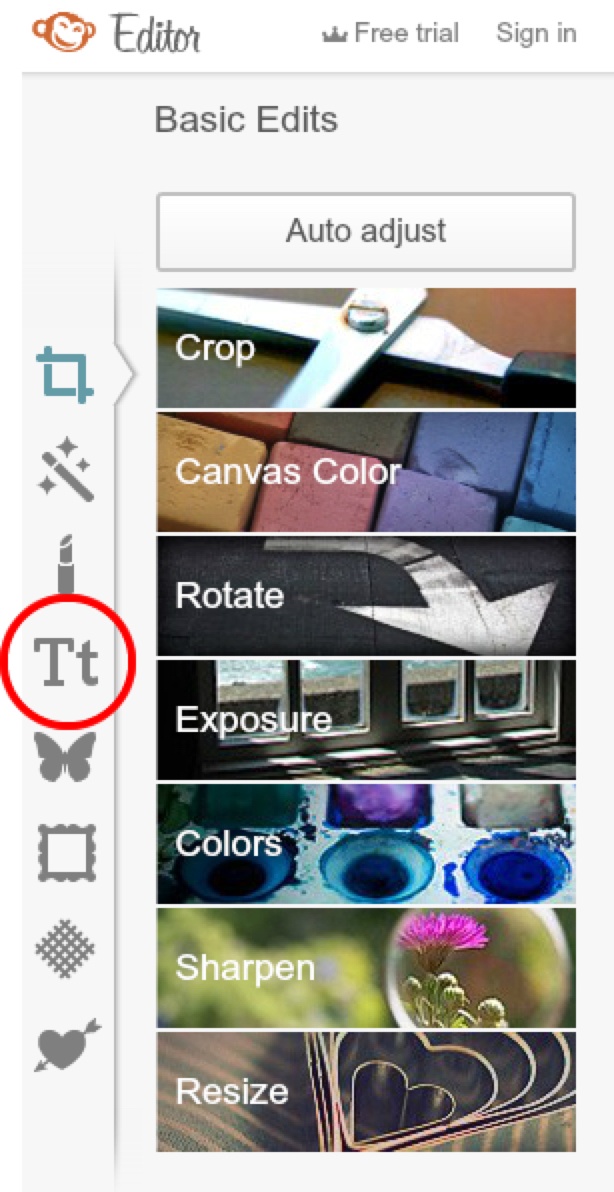 Editor Free trial Sign in
Basic Edits
Auto adjust
Crop
Canvas Color
Rotate
Tt
Exposure
Colors
Sharpen
Resize